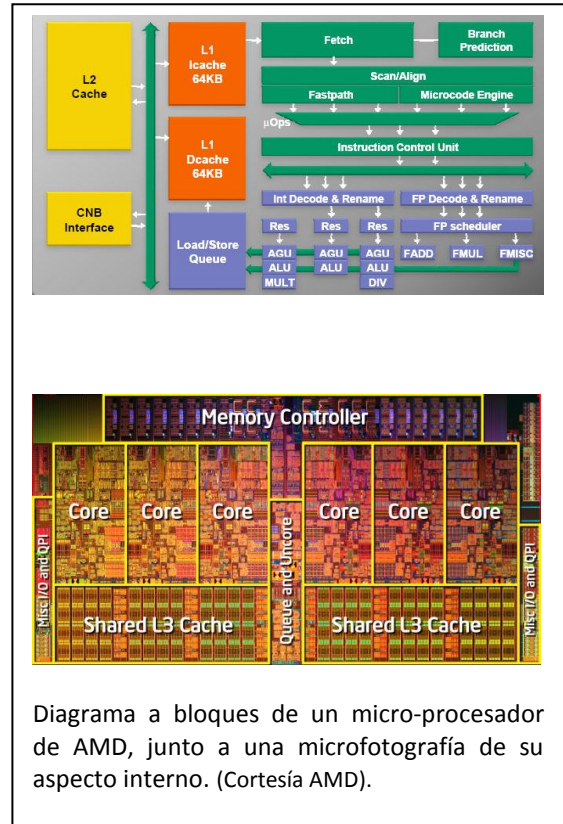 L2
Cache
L1
Icache
64KB
Fetch
Branch
Prediction
Scan/Align
Fastpath
Microcode Engine
µOps
L1
Dcache
64KB
Instruction Control Unit
CNB
Interface
Int Decode & Rename
FP Decode & Rename
Load/Store
Queue
Res
Res
Res
FP scheduler
AGU
AGU
AGU
FADD
FMUL
FMISC
ALU
ALU
ALU
MULT
DIV
Memory Controller
Core
Core
Core
Core
Core
Core
Misc I/O and QPI
Queue and Uncore
Misc I/O and QPI
Shared L3 Cache
Shared L3 Cache
Diagrama a bloques de un micro-procesador
de AMD, junto a una microfotografía de su
aspecto interno. (Cortesía AMD).